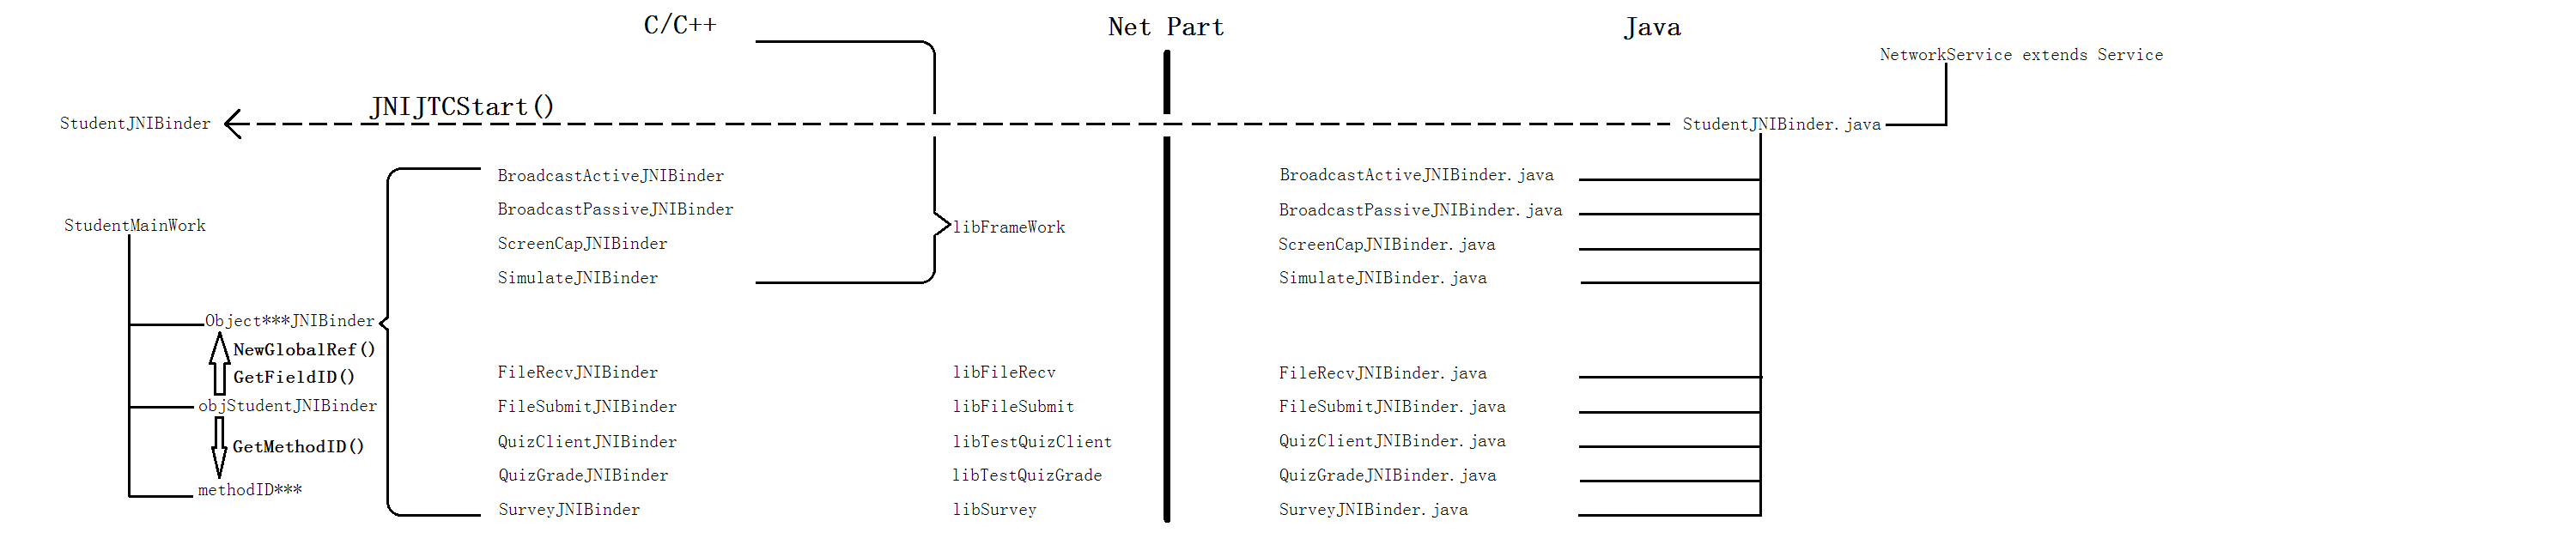 C/C++
Net Part
Java
NetworkService extends Service
JNIJTCStart()
StudentJNIBinder
StudentJNIBinder.java
BroadcastActiveJNIBinder
BroadcastActiveJNIBinder.java
BroadcastPassiveJNIBinder
BroadcastPassiveJNIBinder.java
StudentMainWork
libFrameWork
ScreenCapJNIBinder
ScreenCapJNIBinder.java
SimulateJNIBinder
SimulateJNIBinder.java
Object***JNIBinder
NewGlobalRef()
GetFieldID()
FileRecvJNIBinder
libFileRecv
FileRecvJNIBinder.java
objStudentJNIBinder
FileSubmitJNIBinder
libFileSubmit
FileSubmitJNIBinder.java
GetMethodID()
QuizClientJNIBinder
libTestQuizClient
QuizClientJNIBinder.java
QuizGradeJNIBinder
libTestQuizGrade
QuizGradeJNIBinder.java
methodID***
SurveyJNIBinder
libSurvey
SurveyJNIBinder.java